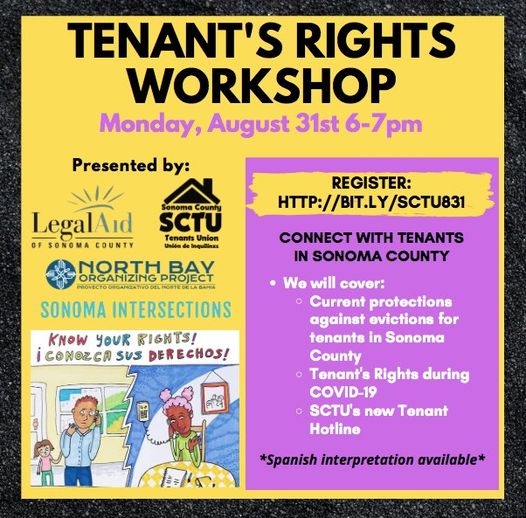 TENANT'S RIGHTS
WORKSHOP
Monday, August 31st 6-7pm
Presented by:
LegalAid
OF SONOMA COUNTY
Sonoma County
SCTU
Tenants Union
Unión de Inquilinxs
NORTH BAY
ORGANIZING PROJECT
PROYECTO ORGANIZATIVO DEL NORTE DE LA BAHIA
SONOMA INTERSECTIONS
KNOW YOUR RIGHTS!
¡CONOZCA SUS DERECHOS!
REGISTER:
HTTP://BIT.LY/SCTU831
CONNECT WITH TENANTS
IN SONOMA COUNTY
We will cover:
Current protections
against evictions for
tenants in Sonoma
County
Tenant's Rights during
COVID-19
SCTU's new Tenant
Hotline
*Spanish interpretation available*